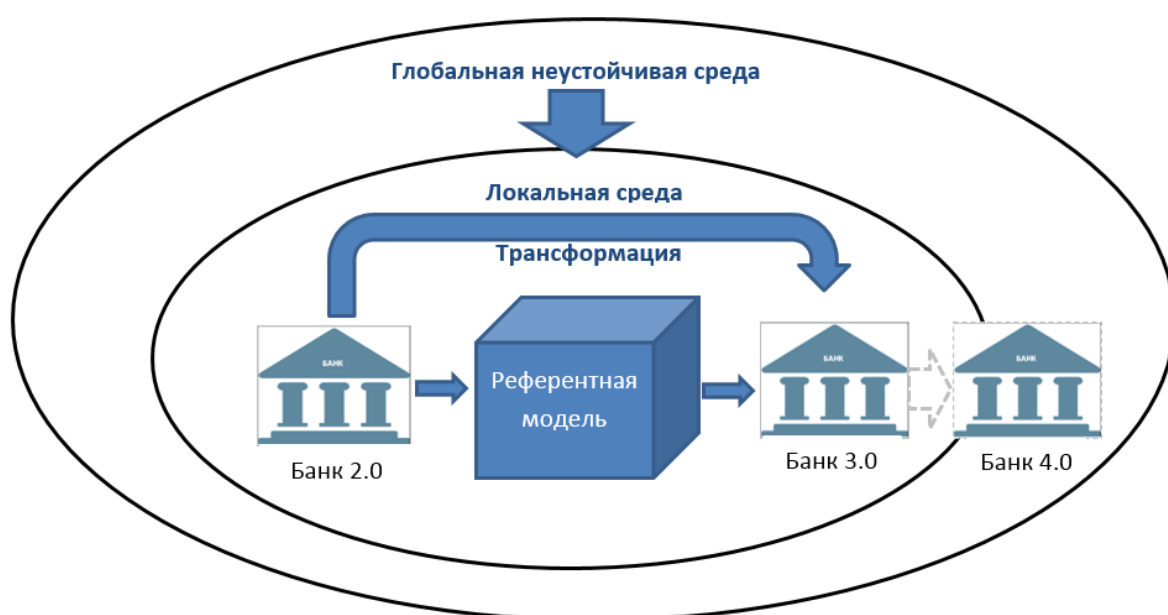 Глобальная неустойчивая среда
Локальная среда
Трансформация
БАНК
Референтная
модель
БАНК
БАНК
Банк 2.0
Банк 3.0
Банк 4.0